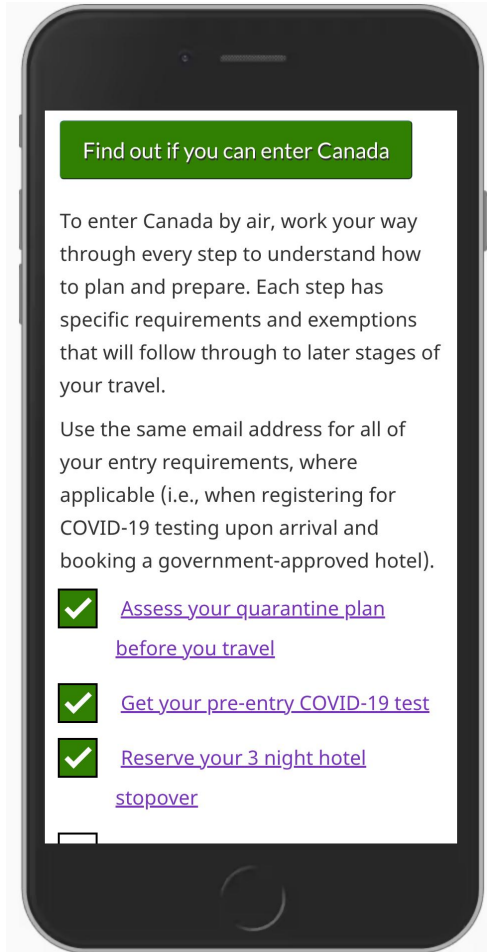 Find out if you can enter Canada
To enter Canada by air, work your way
through every step to understand how
to plan and prepare. Each step has
specific requirements and exemptions
that will follow through to later stages of
your travel.
Use the same email address for all of
your entry requirements, where
applicable (i.e., when registering for
COVID-19 testing upon arrival and
booking a government-approved hotel).
Assess your quarantine plan
before you travel
Get your pre-entry COVID-19 test
Reserve your 3 night hotel
stopover